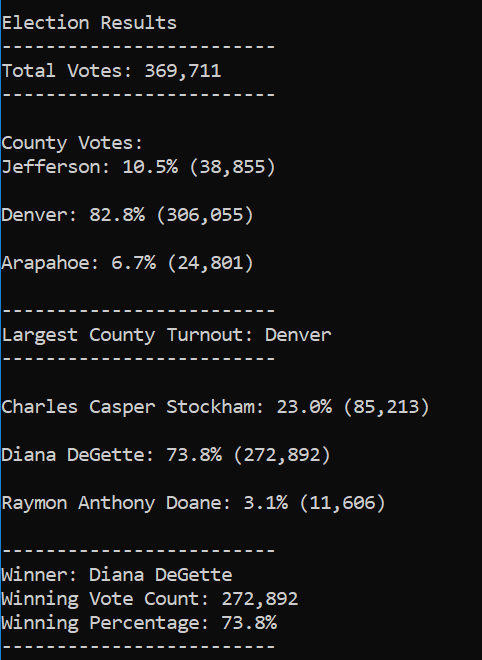 Election Results
-------------------------
Total Votes: 369,711
-------------------------
County Votes:
Jefferson: 10.5% (38,855)
Denver: 82.8% (306,055)
Arapahoe: 6.7% (24,801)
-------------------------
Largest County Turnout: Denver
-------------------------
Charles Casper Stockham: 23.0% (85,213)
Diana DeGette: 73.8% (272,892)
Raymon Anthony Doane: 3.1% (11,606)
-------------------------
Winner: Diana DeGette
Winning Vote Count: 272,892
Winning Percentage: 73.8%
-------------------------